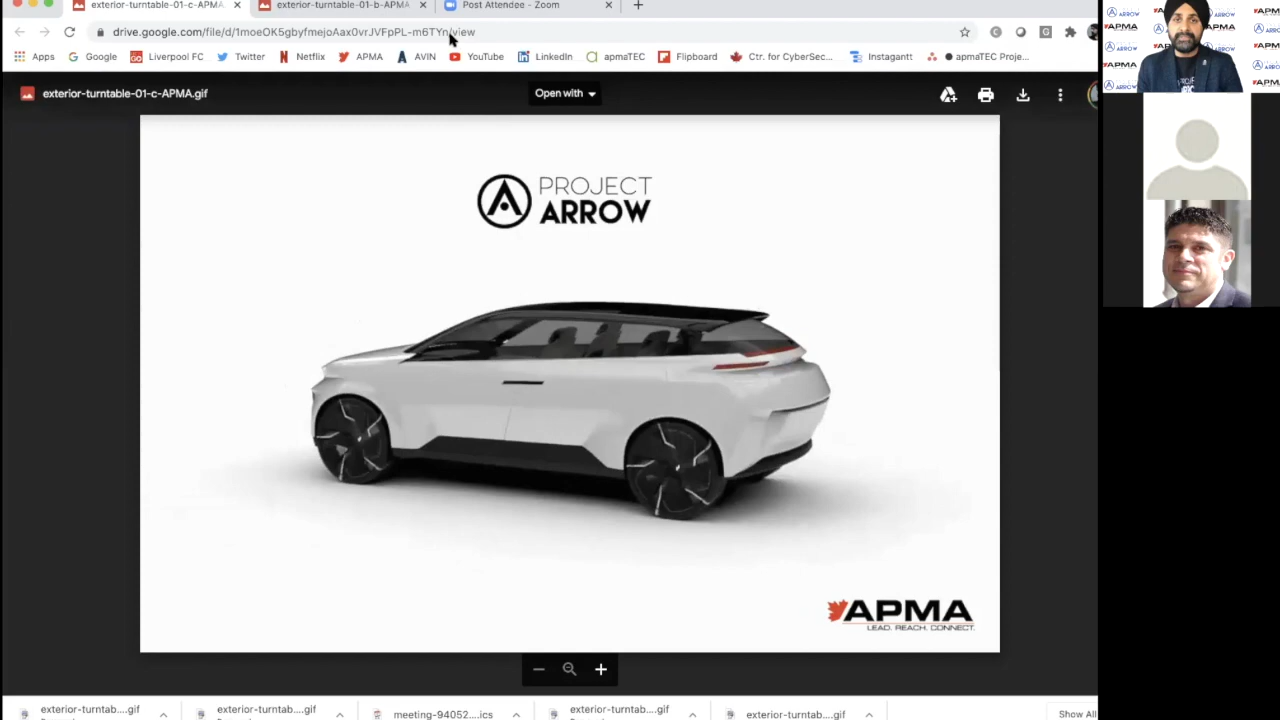 exterior-turntable-01-c-APMA
exterior-turntable-01-b-APMA
Post Attendee - Zoom
drive.google.com/file/d/1moeOK5gbyfmejoAax0vrJVFpPL-m6TYn/view
Apps
Google
Liverpool FC
Twitter
Netflix
APMA
AVIN
YouTube
LinkedIn
apmaTEC
Flipboard
Ctr. for CyberSec...
Instagantt
apmaTEC Proje...
exterior-turntable-01-c-APMA.gif
Open with
PROJECT
ARROW
APMA
LEAD. REACH. CONNECT.
exterior-turntab....gif
exterior-turntab....gif
meeting-94052....ics
exterior-turntab....gif
exterior-turntab....gif
Show All
ARROW
APMA